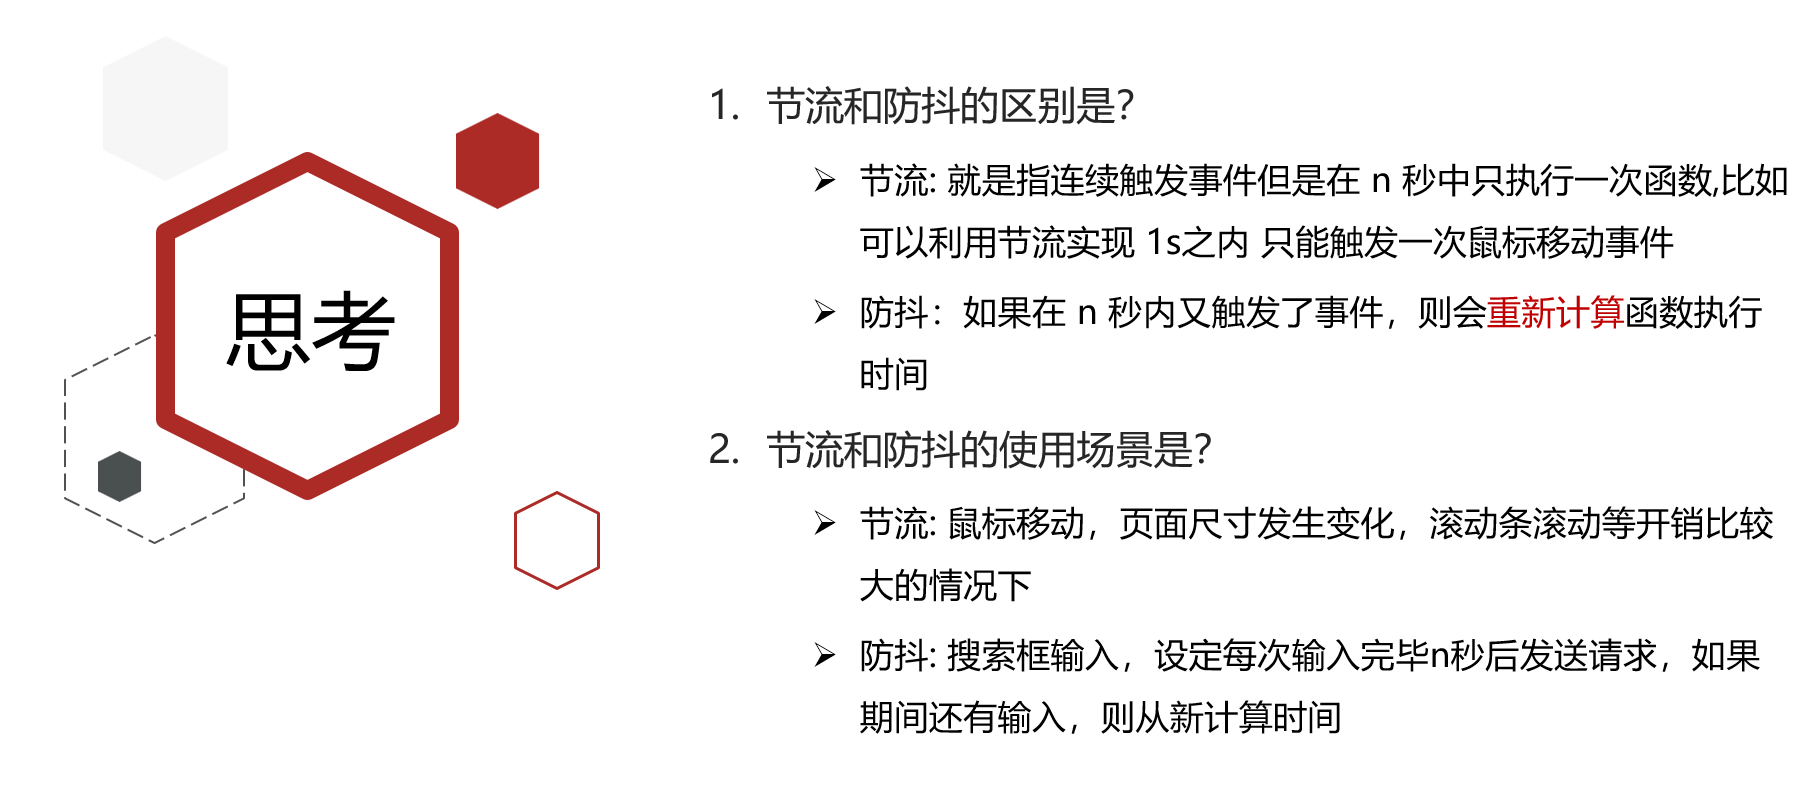 思考
1. 节流和防抖的区别是?
➢ 节流: 就是指连续触发事件但是在 n 秒中只执行一次函数,比如
可以利用节流实现 1s之内 只能触发一次鼠标移动事件
➢ 防抖：如果在 n 秒内又触发了事件，则会重新计算函数执行
时间
2. 节流和防抖的使用场景是?
➢ 节流: 鼠标移动，页面尺寸发生变化，滚动条滚动等开销比较
大的情况下
➢ 防抖: 搜索框输入，设定每次输入完毕n秒后发送请求，如果
期间还有输入，则从新计算时间